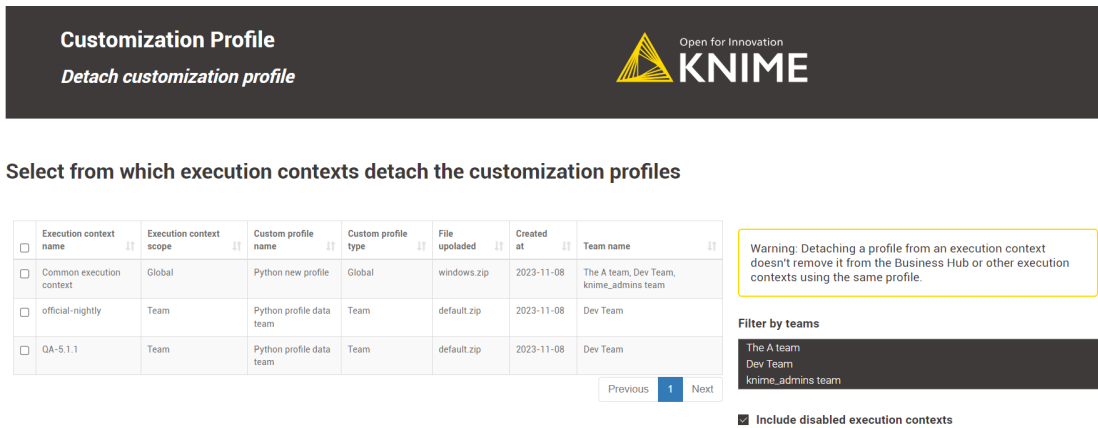 Customization Profile
Detach customization profile
Open for Innovation
KNIME
Select from which execution contexts detach the customization profiles
Execution context name
Execution context scope
Custom profile name
Custom profile type
File upoladed
Created at
Team name
Common execution context
Global
Python new profile
Global
windows.zip
2023-11-08
The A team, Dev Team,
knime_admins team
official-nightly
Team
Python profile data team
Team
default.zip
2023-11-08
Dev Team
QA-5.1.1
Team
Python profile data team
Team
default.zip
2023-11-08
Dev Team
Previous 1 Next
Warning: Detaching a profile from an execution context
doesn't remove it from the Business Hub or other execution
contexts using the same profile.
Filter by teams
The A team
Dev Team
knime_admins team
Include disabled execution contexts